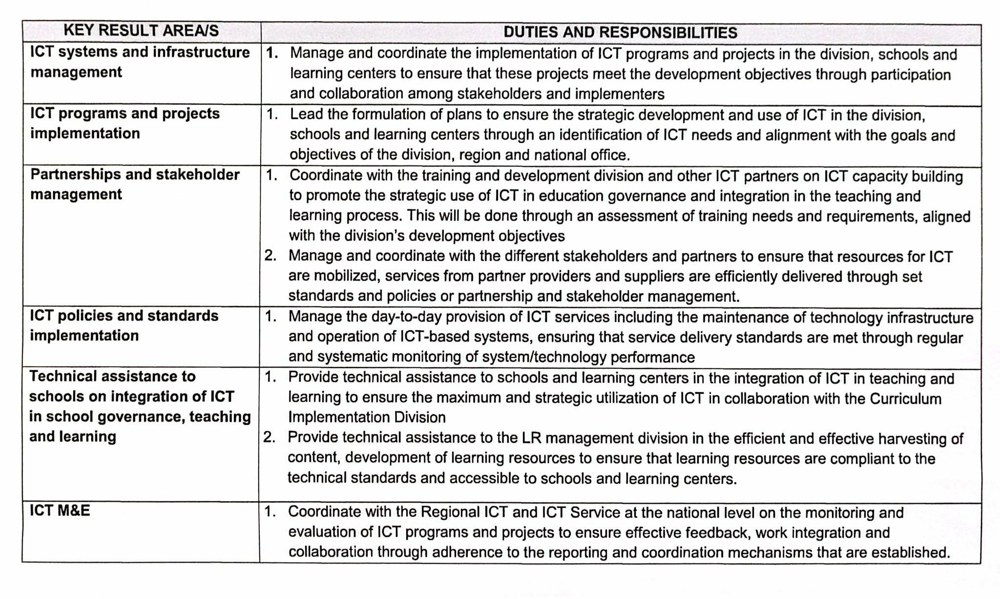 KEY RESULT AREA/S
DUTIES AND RESPONSIBILITIES
ICT systems and infrastructure
management
1. Manage and coordinate the implementation of ICT programs and projects in the division, schools and
learning centers to ensure that these projects meet the development objectives through participation
and collaboration among stakeholders and implementers
ICT programs and projects
implementation
1. Lead the formulation of plans to ensure the strategic development and use of ICT in the division,
schools and learning centers through an identification of ICT needs and alignment with the goals and
objectives of the division, region and national office.
Partnerships and stakeholder
management
1. Coordinate with the training and development division and other ICT partners on ICT capacity building
to promote the strategic use of ICT in education governance and integration in the teaching and
learning process. This will be done through an assessment of training needs and requirements, aligned
with the division's development objectives
2. Manage and coordinate with the different stakeholders and partners to ensure that resources for ICT
are mobilized, services from partner providers and suppliers are efficiently delivered through set
standards and policies or partnership and stakeholder management.
ICT policies and standards
implementation
1. Manage the day-to-day provision of ICT services including the maintenance of technology infrastructure
and operation of ICT-based systems, ensuring that service delivery standards are met through regular
and systematic monitoring of system/technology performance
Technical assistance to
schools on integration of ICT
in school governance, teaching
and learning
1. Provide technical assistance to schools and learning centers in the integration of ICT in teaching and
learning to ensure the maximum and strategic utilization of ICT in collaboration with the Curriculum
Implementation Division
2. Provide technical assistance to the LR management division in the efficient and effective harvesting of
content, development of learning resources to ensure that learning resources are compliant to the
technical standards and accessible to schools and learning centers.
ICT M&E
1. Coordinate with the Regional ICT and ICT Service at the national level on the monitoring and
evaluation of ICT programs and projects to ensure effective feedback, work integration and
collaboration through adherence to the reporting and coordination mechanisms that are established.